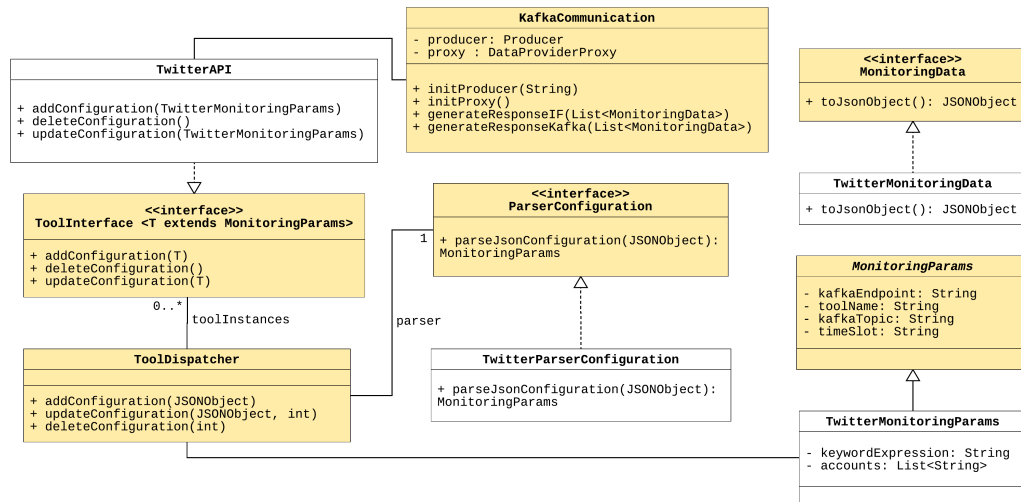 KafkaCommunication
- producer: Producer
- proxy : DataProviderProxy
+ initProducer(String)
+ initProxy()
+ generateResponseIF(List<MonitoringData>)
+ generateResponseKafka(List<MonitoringData>)
TwitterAPI
+ addConfiguration(TwitterMonitoringParams)
+ deleteConfiguration()
+ updateConfiguration(TwitterMonitoringParams)
<<interface>>
MonitoringData
+ toJsonObject(): JSONObject
TwitterMonitoringData
+ toJsonObject(): JSONObject
<<interface>>
ToolInterface <T extends MonitoringParams>
+ addConfiguration(T)
+ deleteConfiguration()
+ updateConfiguration(T)
<<interface>>
ParserConfiguration
+ parseJsonConfiguration(JSONObject):
MonitoringParams
1
parser
0..*
toolInstances
MonitoringParams
- kafkaEndpoint: String
- toolName: String
- kafkaTopic: String
- timeSlot: String
ToolDispatcher
+ addConfiguration(JSONObject)
+ updateConfiguration(JSONObject, int)
+ deleteConfiguration(int)
TwitterParserConfiguration
+ parseJsonConfiguration(JSONObject):
MonitoringParams
TwitterMonitoringParams
- keywordExpression: String
- accounts: List<String>